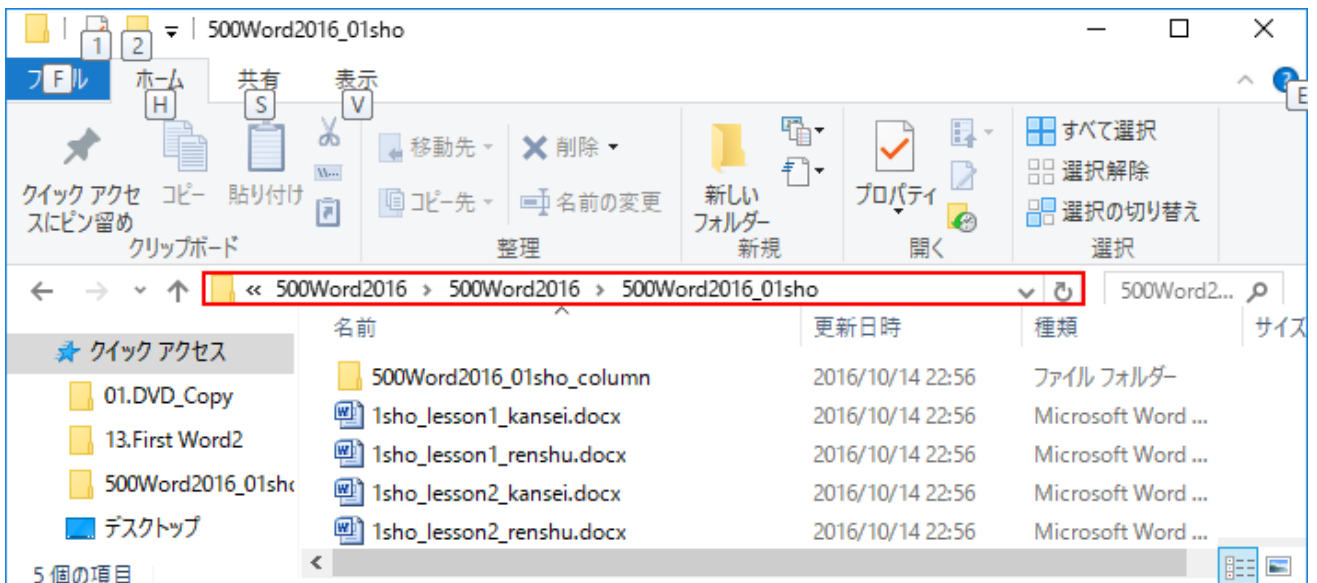 500Word2016_01sho
1 2
ファイル ホーム 共有 表示
F H S V E
クイック アクセスにピン留め
コピー
貼り付け
クリップボード
移動先
コピー先
削除
名前の変更
整理
新しいフォルダー
新規
プロパティ
開く
すべて選択
選択解除
選択の切り替え
選択
« 500Word2016 › 500Word2016 › 500Word2016_01sho
500Word2...
名前 更新日時 種類 サイズ
クイック アクセス
01.DVD_Copy
13.First Word2
500Word2016_01sho
デスクトップ
500Word2016_01sho_column 2016/10/14 22:56 ファイル フォルダー
1sho_lesson1_kansei.docx 2016/10/14 22:56 Microsoft Word ...
1sho_lesson1_renshu.docx 2016/10/14 22:56 Microsoft Word ...
1sho_lesson2_kansei.docx 2016/10/14 22:56 Microsoft Word ...
1sho_lesson2_renshu.docx 2016/10/14 22:56 Microsoft Word ...
5 個の項目